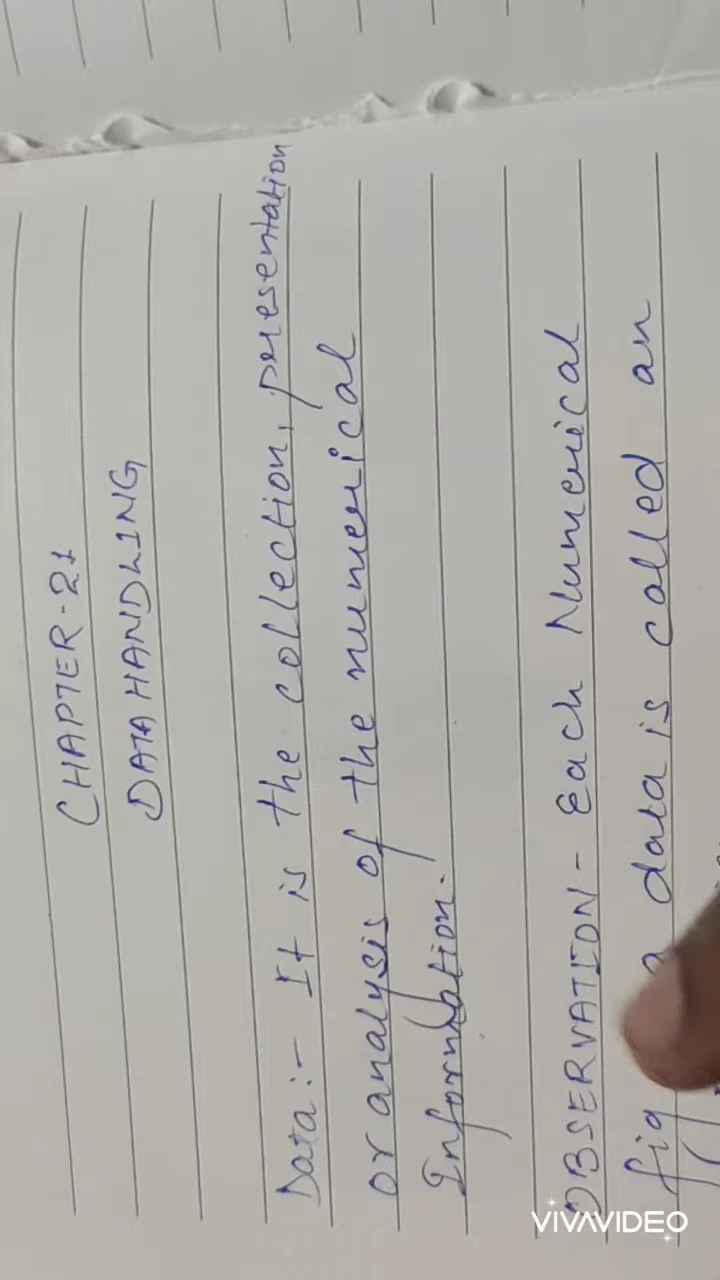 CHAPTER-21
DATA HANDLING
Data:- It is the collection, presentation
or analysis of the numerical
Information.
OBSERVATION - Each Numerical
data is called an
VIVAVIDEO